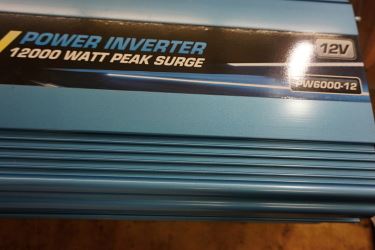 POWER INVERTER
12V
12000 WATT PEAK SURGE
PW6000-12